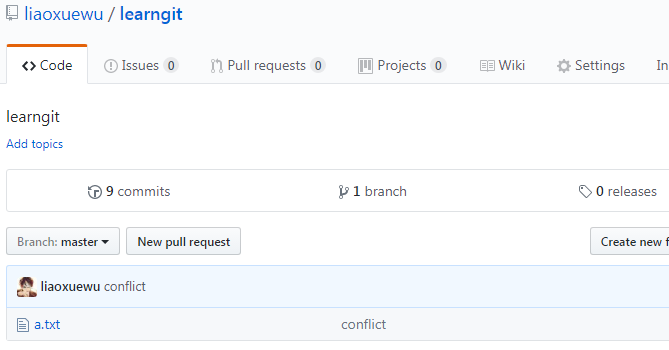 liaoxuewu / learngit
Code Issues 0 Pull requests 0 Projects 0 Wiki Settings In
learngit
Add topics
9 commits 1 branch 0 releases
Branch: master New pull request Create new f
liaoxuewu conflict
a.txt conflict